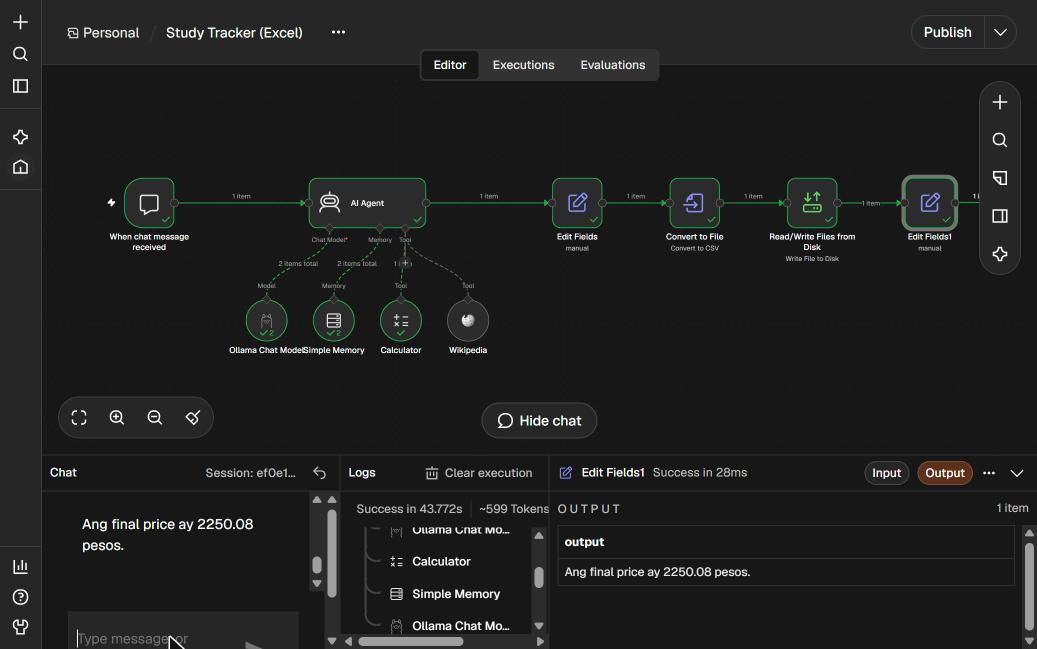 Personal / Study Tracker (Excel) ...
Publish
Editor Executions Evaluations
1 item
1 item
1 item
1 item
1 item
AI Agent
Chat Model* Memory Tool
When chat message
received
Edit Fields
manual
Convert to File
Convert to CSV
Read/Write Files from
Disk
Write File to Disk
Edit Fields1
manual
2 items total
2 items total
Model
Memory
Tool
Tool
2
2
Ollama Chat Model
Simple Memory
Calculator
Wikipedia
Hide chat
Chat
Session: ef0e1...
Ang final price ay 2250.08
pesos.
Type message or
Logs
Clear execution
Success in 43.772s
~599 Tokens
Ollama Chat Mo...
Calculator
Simple Memory
Ollama Chat Mo...
Edit Fields1 Success in 28ms
Input Output ...
OUTPUT
1 item
output
Ang final price ay 2250.08 pesos.